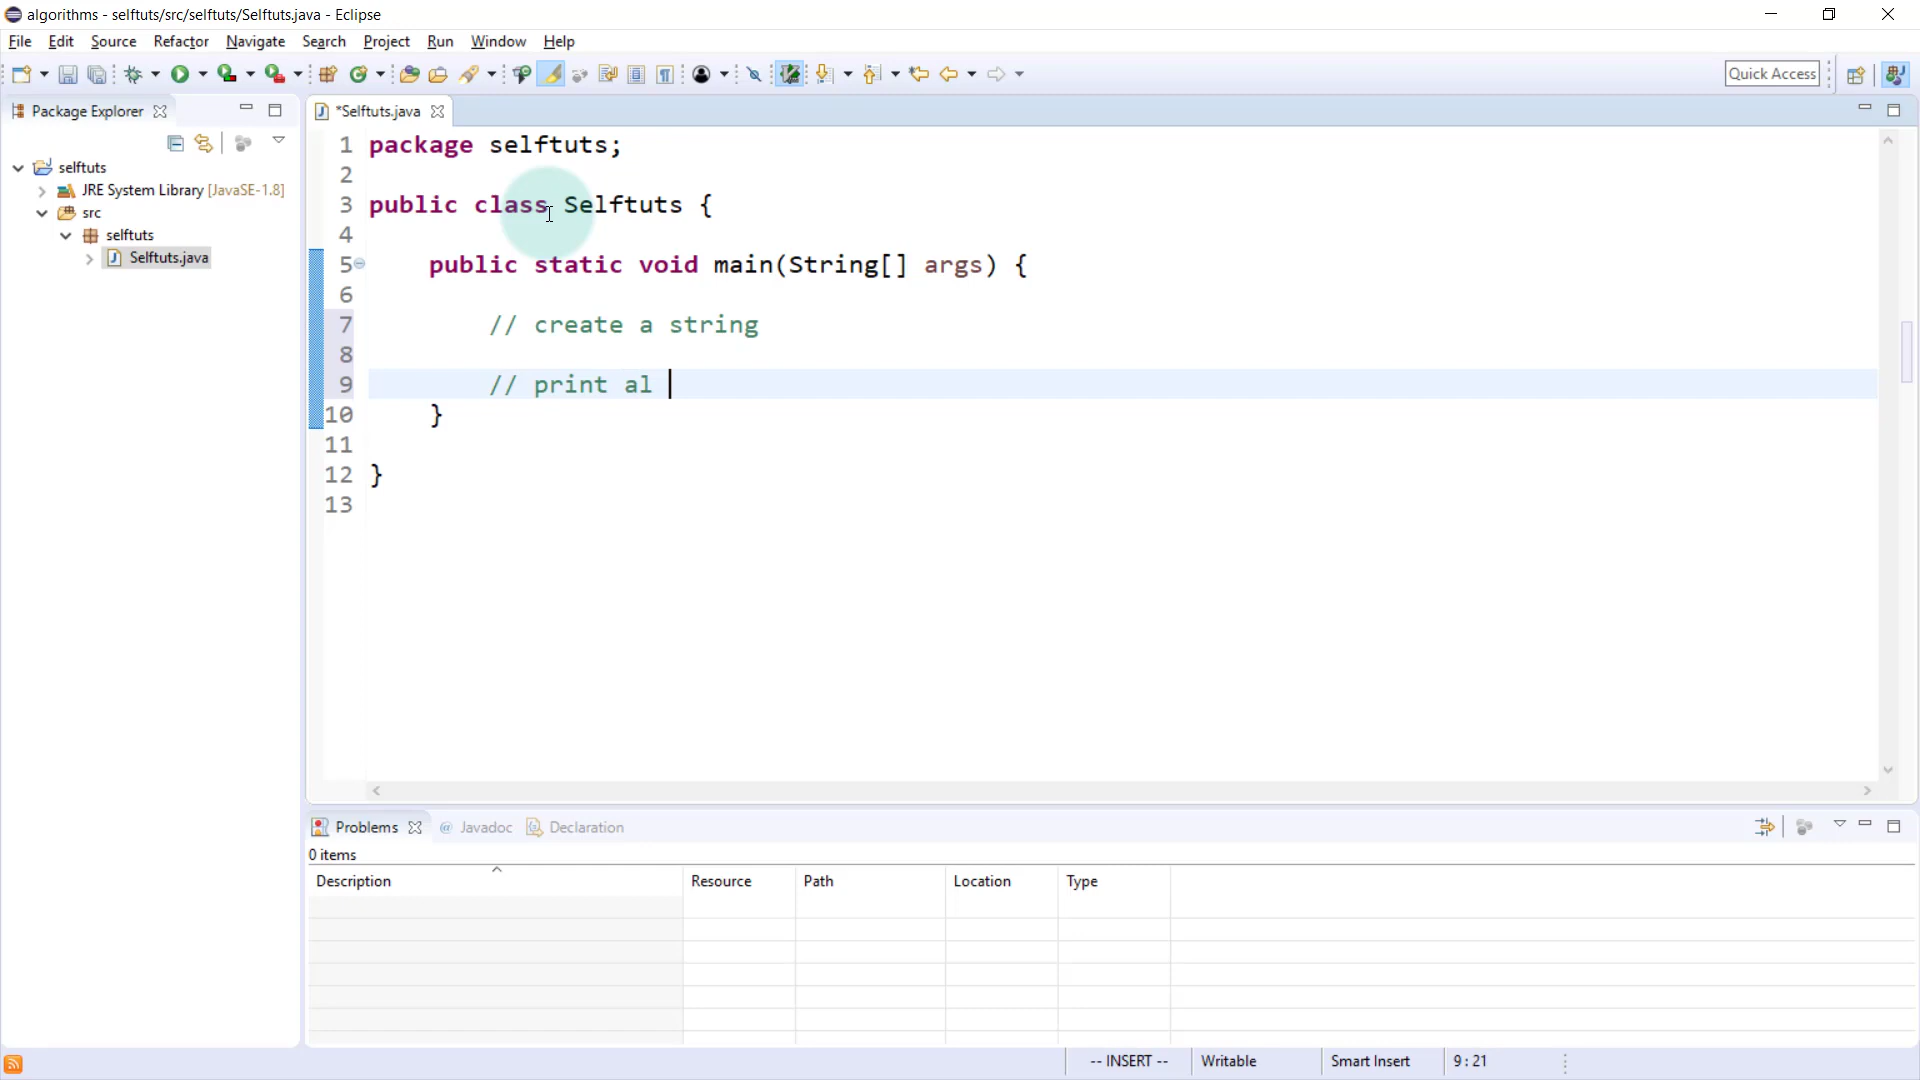 algorithms - selftuts/src/selftuts/Selftuts.java - Eclipse
File Edit Source Refactor Navigate Search Project Run Window Help
Quick Access
Package Explorer
*Selftuts.java
selftuts
JRE System Library [JavaSE-1.8]
src
selftuts
Selftuts.java
1 package selftuts;
2
3 public class Selftuts {
4
5 public static void main(String[] args) {
6
7 // create a string
8
9 // print al
10 }
11
12 }
13
Problems @ Javadoc Declaration
0 items
Description Resource Path Location Type
-- INSERT -- Writable Smart Insert 9 : 21